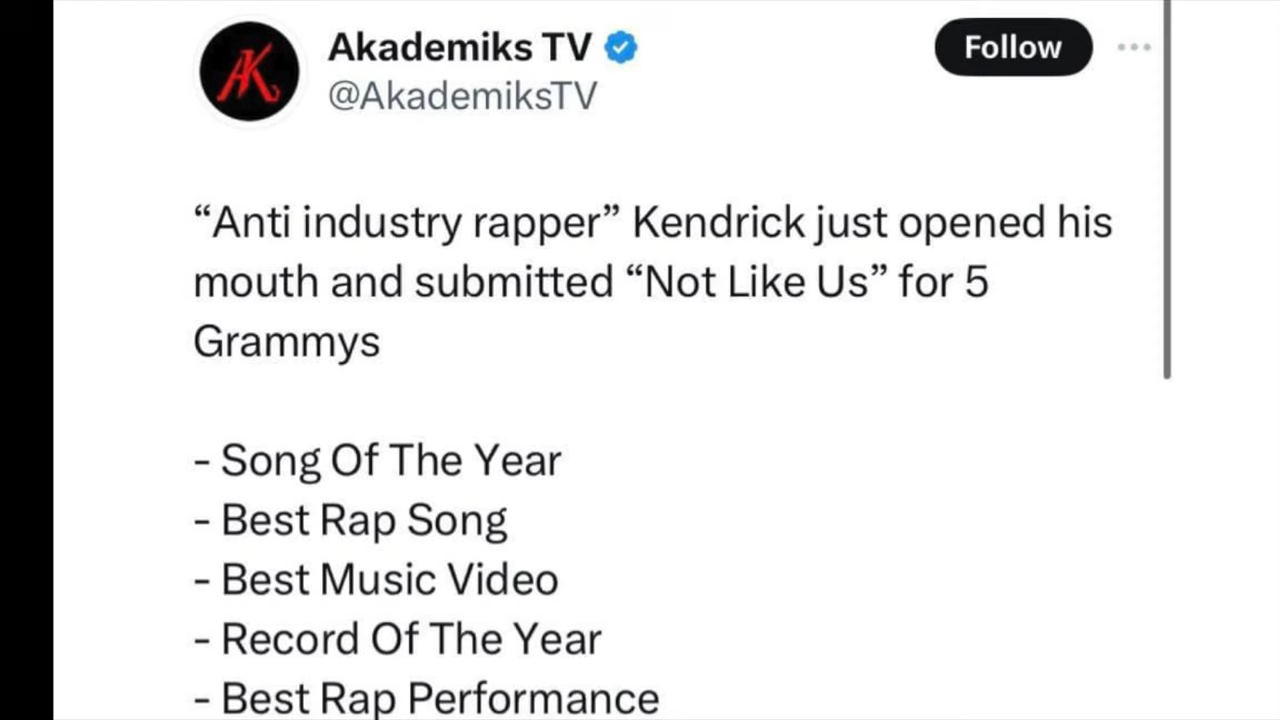 Akademiks TV
Follow
@AkademiksTV
“Anti industry rapper” Kendrick just opened his
mouth and submitted “Not Like Us” for 5
Grammys
- Song Of The Year
- Best Rap Song
- Best Music Video
- Record Of The Year
- Best Rap Performance